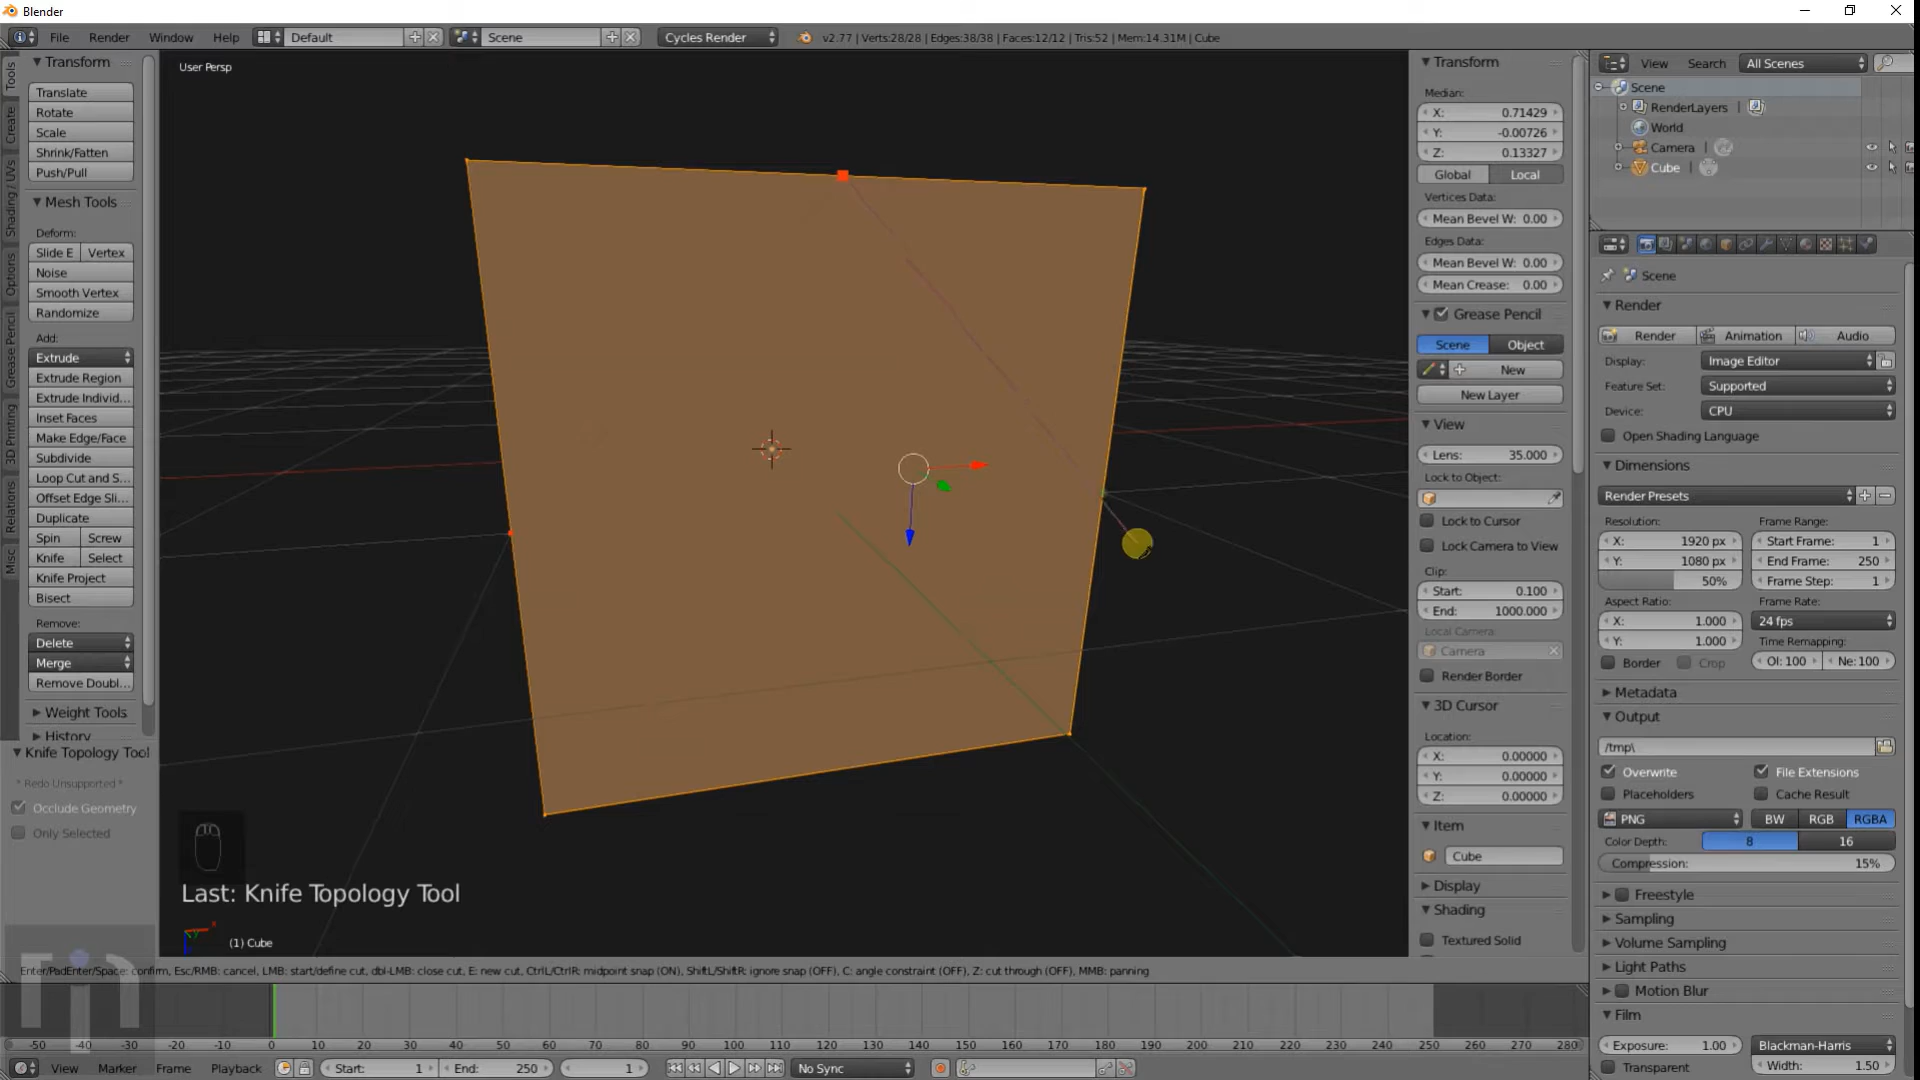 Blender
File Render Window Help Default Scene Cycles Render v2.77 | Verts:28/28 | Edges:38/38 | Faces:12/12 | Tris:52 | Mem:14.31M | Cube
Tools
Create
Shading / UVs
Options
Grease Pencil
3D Printing
Relations
Misc
Transform
Translate
Rotate
Scale
Shrink/Fatten
Push/Pull
Mesh Tools
Deform:
Slide E Vertex
Noise
Smooth Vertex
Randomize
Add:
Extrude
Extrude Region
Extrude Individ...
Inset Faces
Make Edge/Face
Subdivide
Loop Cut and S...
Offset Edge Sli...
Duplicate
Spin Screw
Knife Select
Knife Project
Bisect
Remove:
Delete
Merge
Remove Doubl...
Weight Tools
History
Knife Topology Tool
* Redo Unsupported *
Occlude Geometry
Only Selected
User Persp
Last: Knife Topology Tool
(1) Cube
Enter/PadEnter/Space: confirm, Esc/RMB: cancel, LMB: start/define cut, dbl-LMB: close cut, E: new cut, CtrlL/CtrlR: midpoint snap (ON), ShiftL/ShiftR: ignore snap (OFF), C: angle constraint (OFF), Z: cut through (OFF), MMB: panning
Transform
Median:
X: 0.71429
Y: -0.00726
Z: 0.13327
Global Local
Vertices Data:
Mean Bevel W: 0.00
Edges Data:
Mean Bevel W: 0.00
Mean Crease: 0.00
Grease Pencil
Scene Object
New
New Layer
View
Lens: 35.000
Lock to Object:
Lock to Cursor
Lock Camera to View
Clip:
Start: 0.100
End: 1000.000
Local Camera
Camera
Render Border
3D Cursor
Location:
X: 0.00000
Y: 0.00000
Z: 0.00000
Item
Cube
Display
Shading
Textured Solid
View Search All Scenes
Scene
RenderLayers
World
Camera
Cube
Scene
Render
Render Animation Audio
Display: Image Editor
Feature Set: Supported
Device: CPU
Open Shading Language
Dimensions
Render Presets
Resolution: Frame Range:
X: 1920 px Start Frame: 1
Y: 1080 px End Frame: 250
50% Frame Step: 1
Aspect Ratio: Frame Rate:
X: 1.000 24 fps
Y: 1.000 Time Remapping:
Border Crop Ol: 100 Ne: 100
Metadata
Output
/tmp\
Overwrite File Extensions
Placeholders Cache Result
PNG BW RGB RGBA
Color Depth: 8 16
Compression: 15%
Freestyle
Sampling
Volume Sampling
Light Paths
Motion Blur
Film
Exposure: 1.00 Blackman-Harris
Transparent Width: 1.50
-50 -40 -30 -20 -10 0 10 20 30 40 50 60 70 80 90 100 110 120 130 140 150 160 170 180 190 200 210 220 230 240 250 260 270 280
View Marker Frame Playback Start: 1 End: 250 1 No Sync